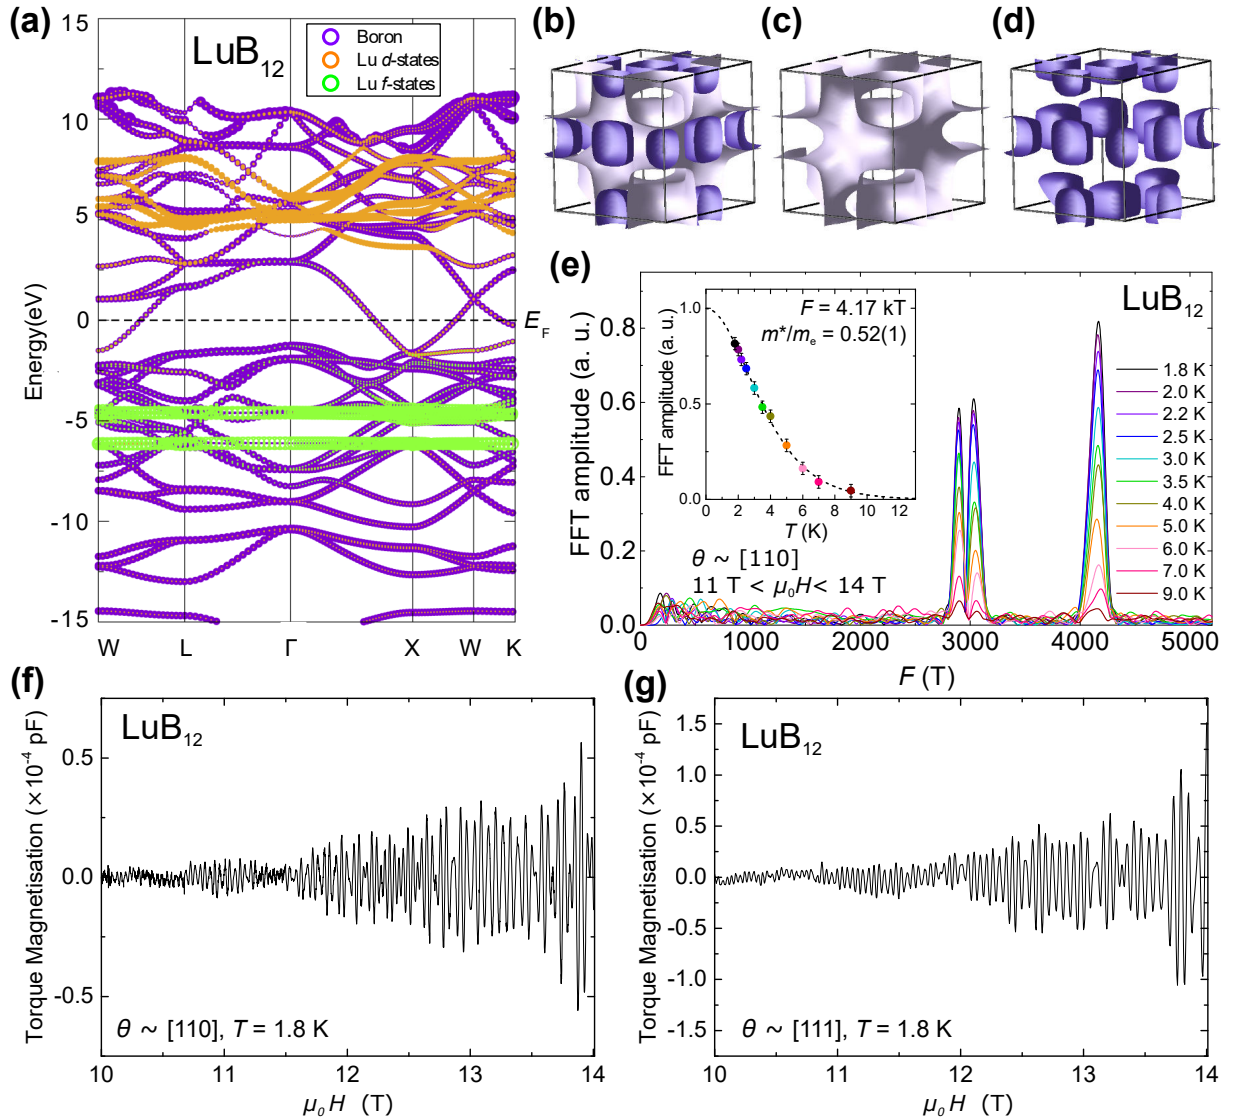 (a)
LuB12
Boron
Lu d-states
Lu f-states
Energy(eV)
15
10
5
0
-5
-10
-15
EF
W
L
Γ
X
W
K
(b)
(c)
(d)
(e)
LuB12
FFT amplitude (a. u.)
0.8
0.6
0.4
0.2
0.0
F = 4.17 kT
m*/me = 0.52(1)
FFT amplitude (a. u.)
1.0
0.5
0.0
0 2 4 6 8 10 12
T (K)
θ ~ [110]
11 T < μ0H< 14 T
1.8 K
2.0 K
2.2 K
2.5 K
3.0 K
3.5 K
4.0 K
5.0 K
6.0 K
7.0 K
9.0 K
0 1000 2000 3000 4000 5000
F (T)
(f)
LuB12
Torque Magnetisation (×10-4 pF)
0.5
0.0
-0.5
θ ~ [110], T = 1.8 K
10 11 12 13 14
μ0 H (T)
(g)
LuB12
Torque Magnetisation (×10-4 pF)
1.5
1.0
0.5
0.0
-0.5
-1.0
-1.5
θ ~ [111], T = 1.8 K
10 11 12 13 14
μ0 H (T)